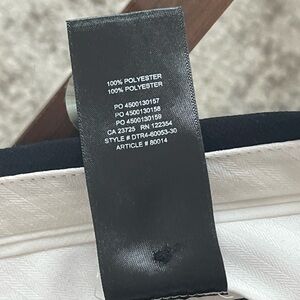 100% POLYESTER
100% POLYESTER
PO 4500130157
PO 4500130158
PO 4500130159
CA 23725 RN 122354
STYLE # DTR4-60053-30
ARTICLE # 80014